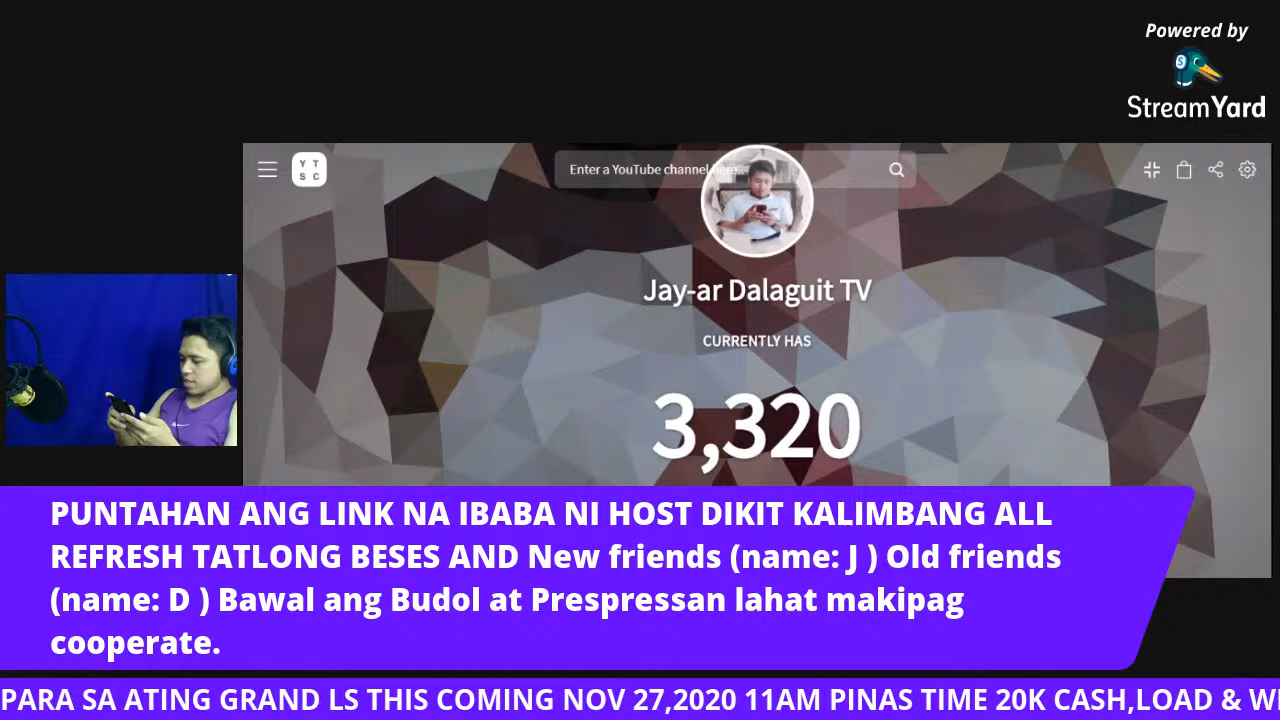 Powered by
StreamYard
Y T
S C
Enter a YouTube channel here...
Jay-ar Dalaguit TV
CURRENTLY HAS
3,320
PUNTAHAN ANG LINK NA IBABA NI HOST DIKIT KALIMBANG ALL
REFRESH TATLONG BESES AND New friends (name: J ) Old friends
(name: D ) Bawal ang Budol at Prespressan lahat makipag
cooperate.
PARA SA ATING GRAND LS THIS COMING NOV 27,2020 11AM PINAS TIME 20K CASH,LOAD &